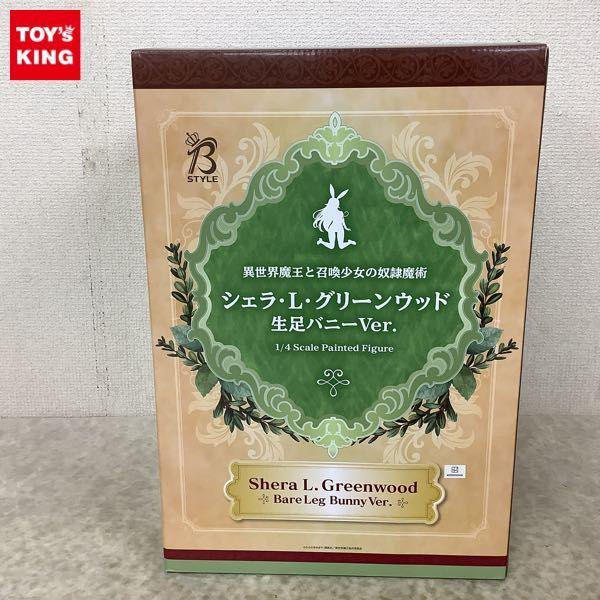 TOY's
KING
B
STYLE
異世界魔王と召喚少女の奴隷魔術
シェラ・L・グリーンウッド
生足バニーVer.
1/4 Scale Painted Figure
Shera L. Greenwood
Bare Leg Bunny Ver.